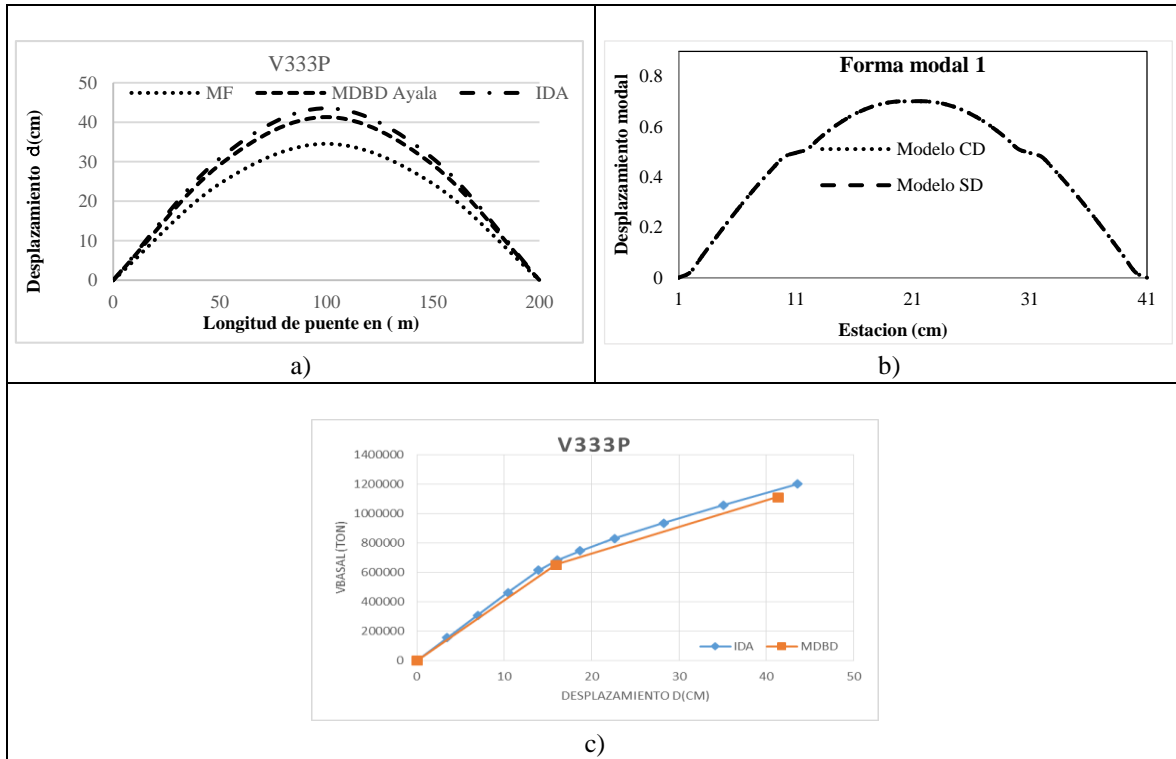 V333P
MF MDBD Ayala IDA
Desplazamiento d(cm)
50
40
30
20
10
0
0 50 100 150 200
Longitud de puente en ( m)
a)
Forma modal 1
Desplazamiento modal
0.8
0.6
0.4
0.2
0
Modelo CD
Modelo SD
1 11 21 31 41
Estacion (cm)
b)
V333P
VBASAL (TON)
1400000
1200000
1000000
800000
600000
400000
200000
0
0 10 20 30 40 50
IDA MDBD
DESPLAZAMIENTO D(CM)
c)